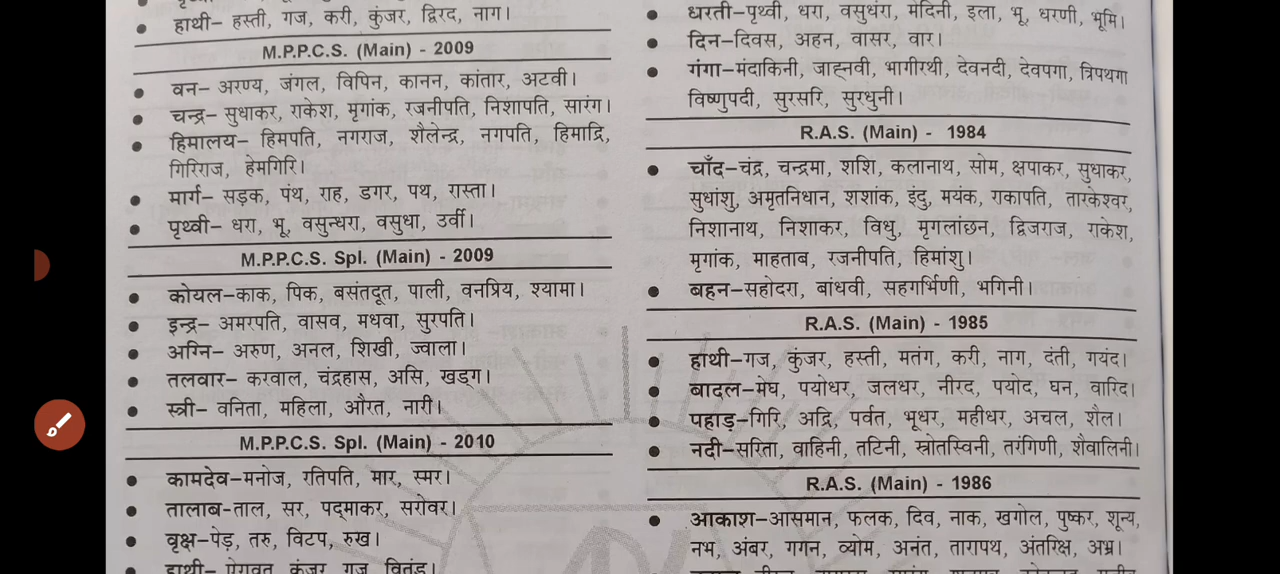 हाथी– हस्ती, गज, करी, कुंजर, द्विरद, नाग।
M.P.P.C.S. (Main) - 2009
वन– अरण्य, जंगल, विपिन, कानन, कांतार, अटवी।
चन्द्र– सुधाकर, राकेश, मृगांक, रजनीपति, निशापति, सारंग।
हिमालय– हिमपति, नगराज, शैलेन्द्र, नगपति, हिमाद्रि,
गिरिराज, हेमगिरि।
मार्ग– सड़क, पंथ, राह, डगर, पथ, रास्ता।
पृथ्वी– धरा, भू, वसुन्धरा, वसुधा, उर्वी।
M.P.P.C.S. Spl. (Main) - 2009
कोयल–काक, पिक, बसंतदूत, पाली, वनप्रिय, श्यामा।
इन्द्र– अमरपति, वासव, मधवा, सुरपति।
अग्नि– अरुण, अनल, शिखी, ज्वाला।
तलवार– करवाल, चंद्रहास, असि, खड्ग।
स्त्री– वनिता, महिला, औरत, नारी।
M.P.P.C.S. Spl. (Main) - 2010
कामदेव–मनोज, रतिपति, मार, स्मर।
तालाब–ताल, सर, पद्माकर, सरोवर।
वृक्ष–पेड़, तरु, विटप, रुख।
हाथी– ऐरावत, कुंजर, गज, वितुंड।
धरती–पृथ्वी, धरा, वसुधरा, मेदिनी, इला, भू, धरणी, भूमि।
दिन–दिवस, अहन, वासर, वार।
गंगा–मंदाकिनी, जाह्नवी, भागीरथी, देवनदी, देवपगा, त्रिपथगा
विष्णुपदी, सुरसरि, सुरधुनी।
R.A.S. (Main) - 1984
चाँद–चंद्र, चन्द्रमा, शशि, कलानाथ, सोम, क्षपाकर, सुधाकर,
सुधांशु, अमृतनिधान, शशांक, इंदु, मयंक, राकापति, तारकेश्वर,
निशानाथ, निशाकर, विधु, मृगलांछन, द्विजराज, राकेश,
मृगांक, माहताब, रजनीपति, हिमांशु।
बहन–सहोदरा, बांधवी, सहगर्भिणी, भगिनी।
R.A.S. (Main) - 1985
हाथी–गज, कुंजर, हस्ती, मतंग, करी, नाग, दंती, गयंद।
बादल–मेघ, पयोधर, जलधर, नीरद, पयोद, घन, वारिद।
पहाड़–गिरि, अद्रि, पर्वत, भूधर, महीधर, अचल, शैल।
नदी–सरिता, वाहिनी, तटिनी, स्रोतस्विनी, तरंगिणी, शैवालिनी।
R.A.S. (Main) - 1986
आकाश–आसमान, फलक, दिव, नाक, खगोल, पुष्कर, शून्य,
नभ, अंबर, गगन, व्योम, अनंत, तारापथ, अंतरिक्ष, अभ्र।